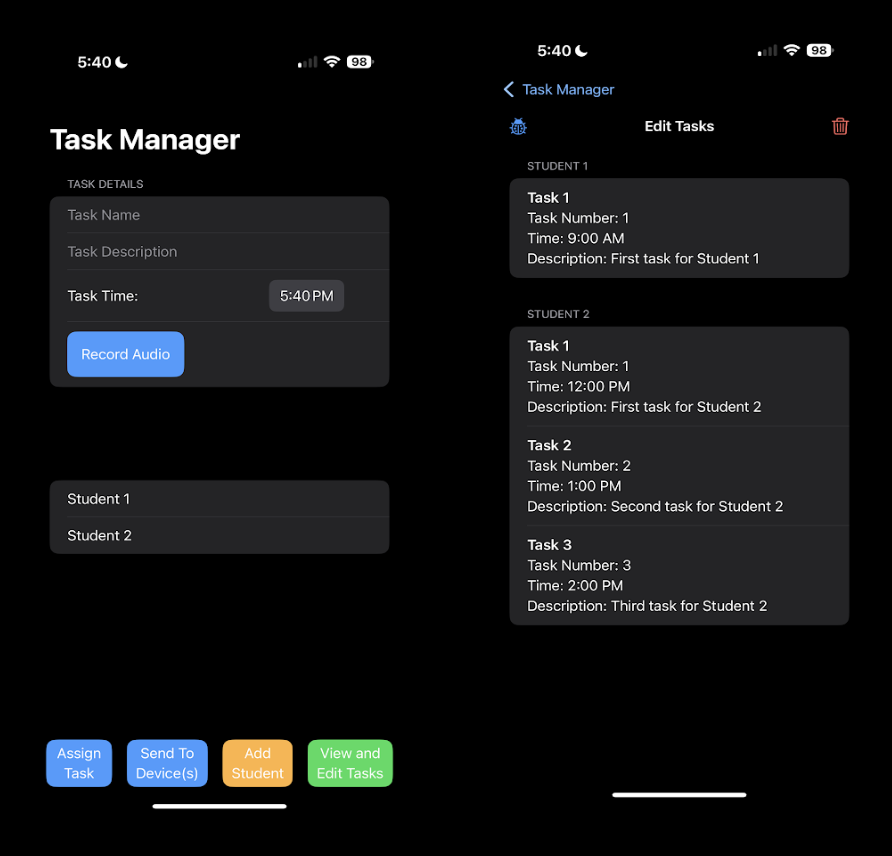 5:40
98
Task Manager
TASK DETAILS
Task Name
Task Description
Task Time:
5:40 PM
Record Audio
Student 1
Student 2
Assign
Task
Send To
Device(s)
Add
Student
View and
Edit Tasks
5:40
98
Task Manager
Edit Tasks
STUDENT 1
Task 1
Task Number: 1
Time: 9:00 AM
Description: First task for Student 1
STUDENT 2
Task 1
Task Number: 1
Time: 12:00 PM
Description: First task for Student 2
Task 2
Task Number: 2
Time: 1:00 PM
Description: Second task for Student 2
Task 3
Task Number: 3
Time: 2:00 PM
Description: Third task for Student 2